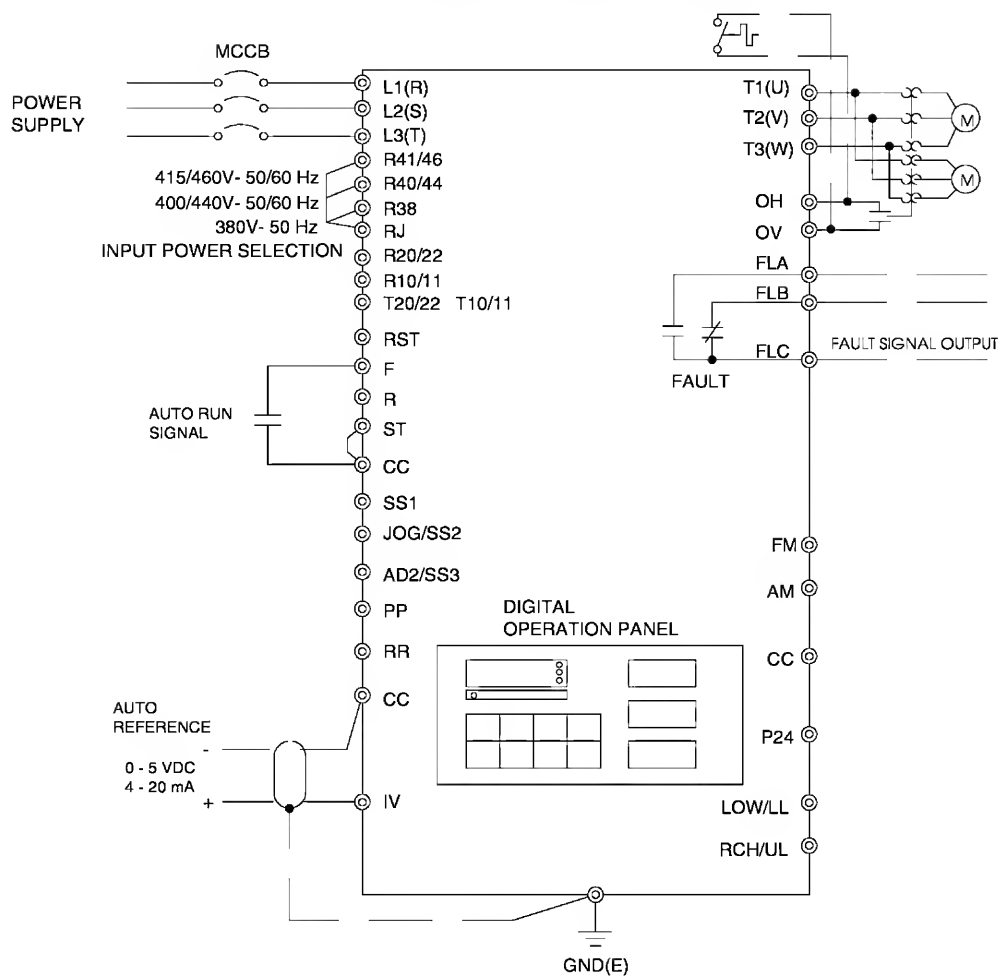 MCCB
POWER
SUPPLY
L1(R)
L2(S)
L3(T)
R41/46
415/460V- 50/60 Hz
R40/44
400/440V- 50/60 Hz
R38
380V- 50 Hz
RJ
INPUT POWER SELECTION
R20/22
R10/11
T20/22 T10/11
RST
F
R
AUTO RUN
SIGNAL
ST
CC
SS1
JOG/SS2
AD2/SS3
PP
RR
CC
AUTO
REFERENCE
-
0 - 5 VDC
4 - 20 mA
+
IV
DIGITAL
OPERATION PANEL
T1(U)
T2(V)
T3(W)
M
M
OH
OV
FLA
FLB
FLC
FAULT
FAULT SIGNAL OUTPUT
FM
AM
CC
P24
LOW/LL
RCH/UL
GND(E)